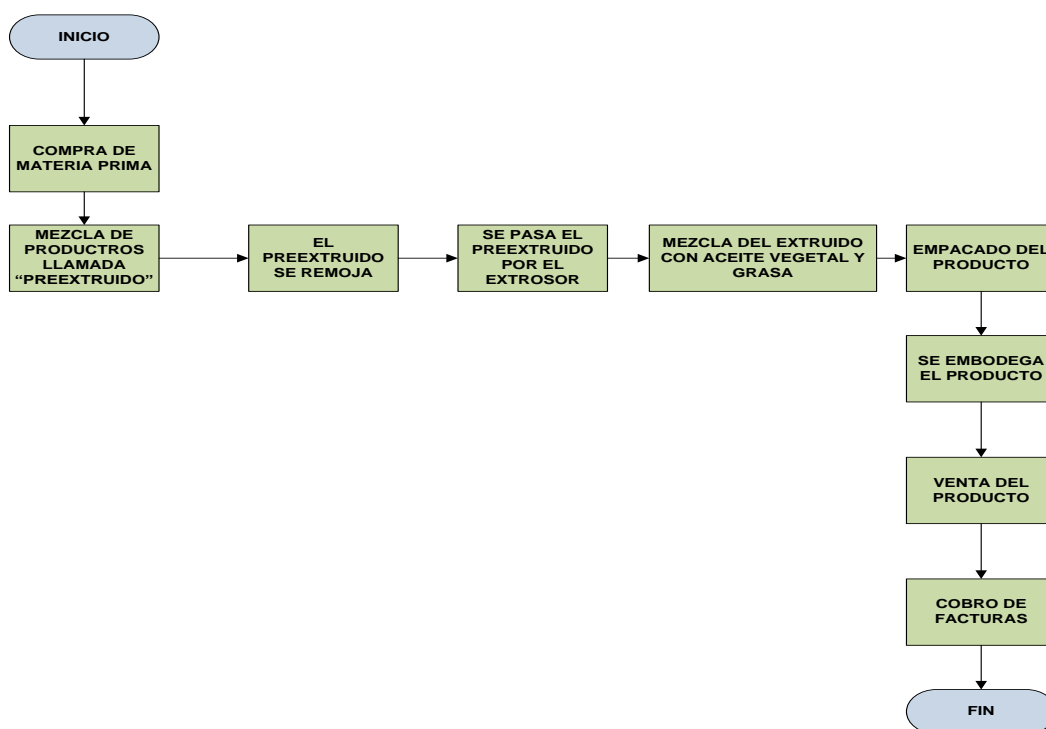 INICIO
COMPRA DE
MATERIA PRIMA
MEZCLA DE
PRODUCTROS
LLAMADA
“PREEXTRUIDO”
EL
PREEXTRUIDO
SE REMOJA
SE PASA EL
PREEXTRUIDO
POR EL
EXTROSOR
MEZCLA DEL EXTRUIDO
CON ACEITE VEGETAL Y
GRASA
EMPACADO DEL
PRODUCTO
SE EMBODEGA
EL PRODUCTO
VENTA DEL
PRODUCTO
COBRO DE
FACTURAS
FIN